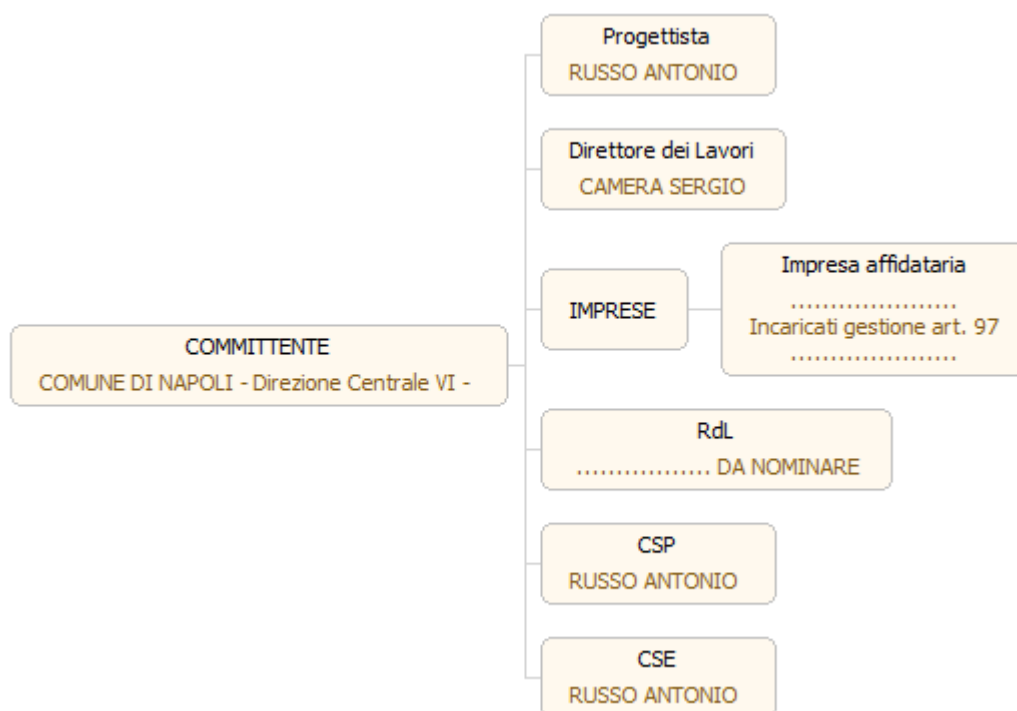 Progettista
RUSSO ANTONIO
Direttore dei Lavori
CAMERA SERGIO
IMPRESE
Impresa affidataria
.....................
Incaricati gestione art. 97
.....................
COMMITTENTE
COMUNE DI NAPOLI - Direzione Centrale VI -
RdL
................. DA NOMINARE
CSP
RUSSO ANTONIO
CSE
RUSSO ANTONIO